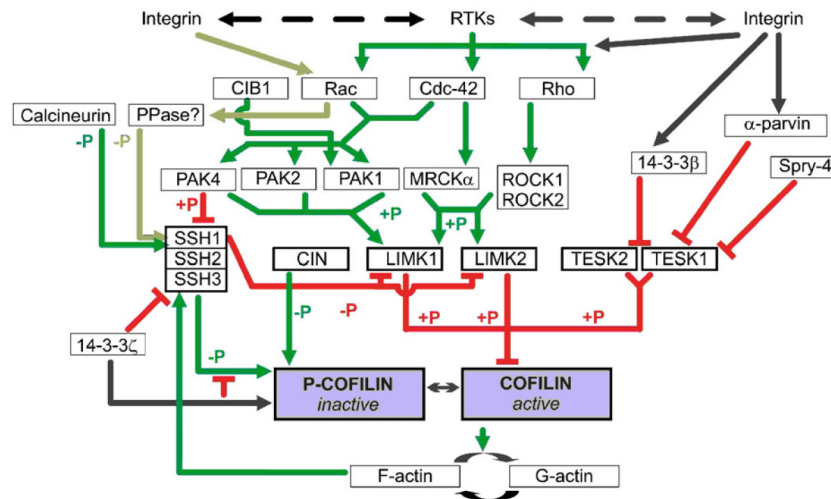 Integrin RTKs Integrin
CIB1 Rac Cdc-42 Rho
Calcineurin PPase? α-parvin
-P -P 14-3-3β Spry-4
PAK4 PAK2 PAK1 MRCKα ROCK1
ROCK2
+P +P +P
SSH1
SSH2 CIN LIMK1 LIMK2 TESK2 TESK1
SSH3
-P -P +P +P +P
14-3-3ζ -P
P-COFILIN COFILIN
inactive active
F-actin G-actin